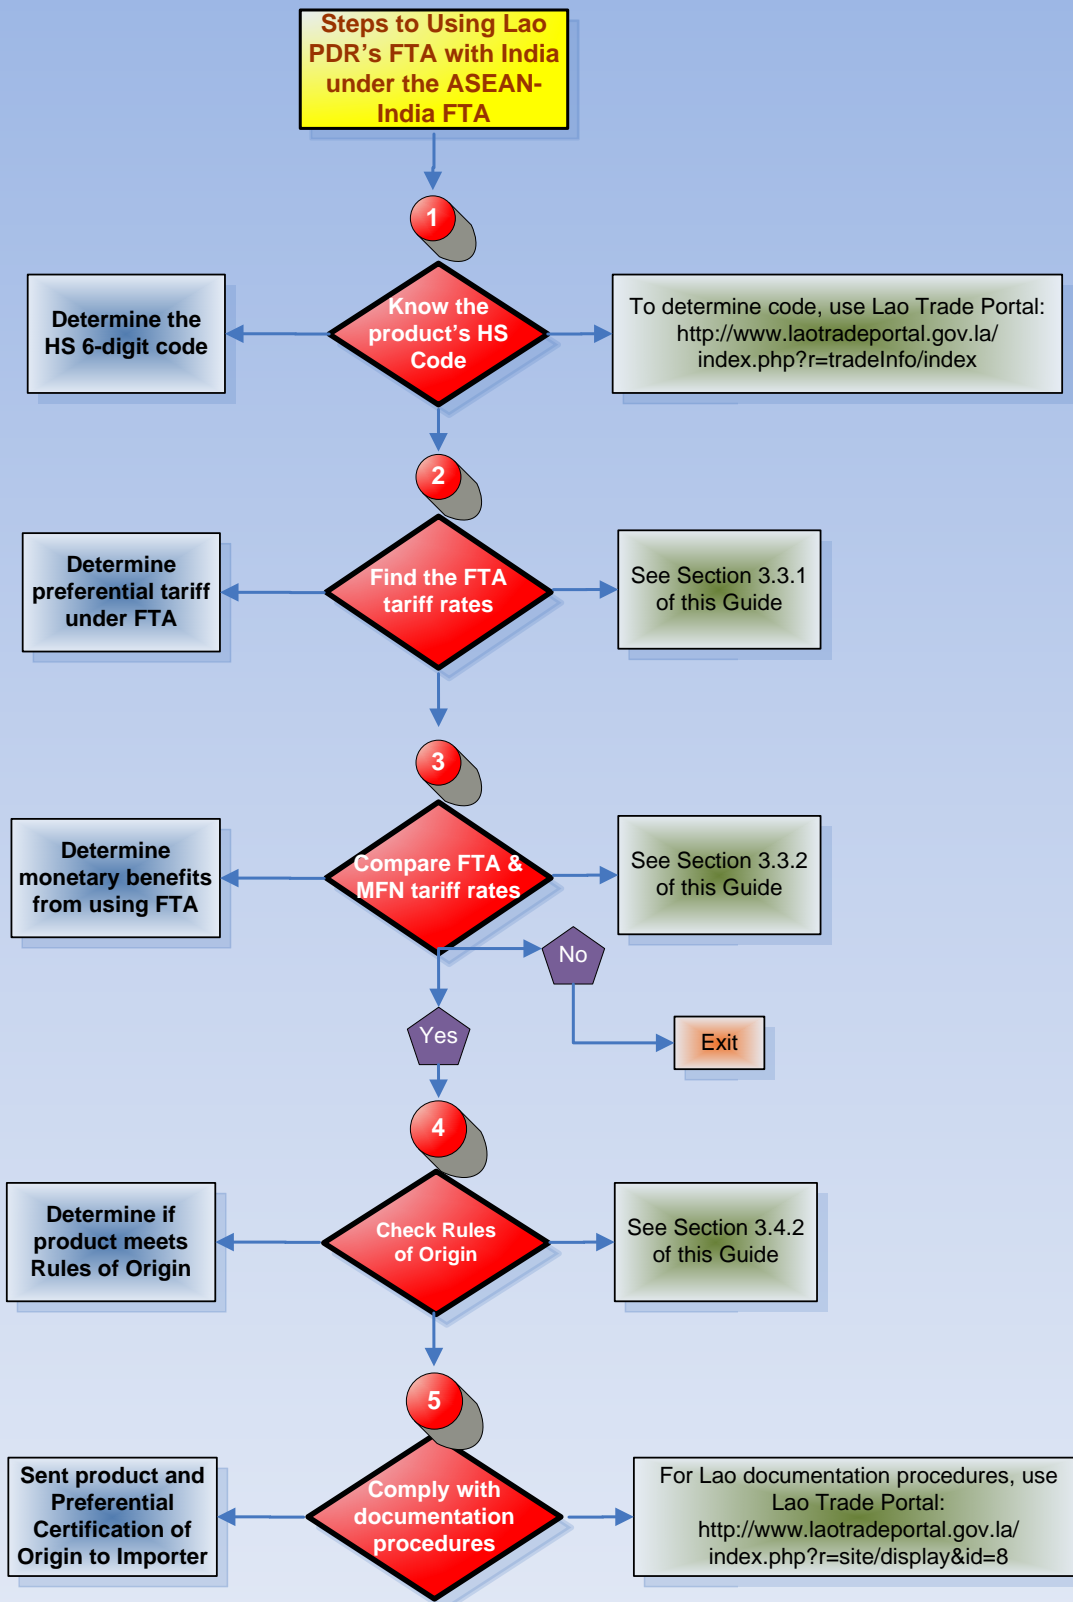 Steps to Using Lao
PDR’s FTA with India
under the ASEAN-
India FTA
1
Determine the
HS 6-digit code
Know the
product’s HS
Code
To determine code, use Lao Trade Portal:
http://www.laotradeportal.gov.la/
index.php?r=tradeInfo/index
2
Determine
preferential tariff
under FTA
Find the FTA
tariff rates
See Section 3.3.1
of this Guide
3
Determine
monetary benefits
from using FTA
Compare FTA &
MFN tariff rates
See Section 3.3.2
of this Guide
No
Yes
Exit
4
Determine if
product meets
Rules of Origin
Check Rules
of Origin
See Section 3.4.2
of this Guide
5
Sent product and
Preferential
Certification of
Origin to Importer
Comply with
documentation
procedures
For Lao documentation procedures, use
Lao Trade Portal:
http://www.laotradeportal.gov.la/
index.php?r=site/display&id=8